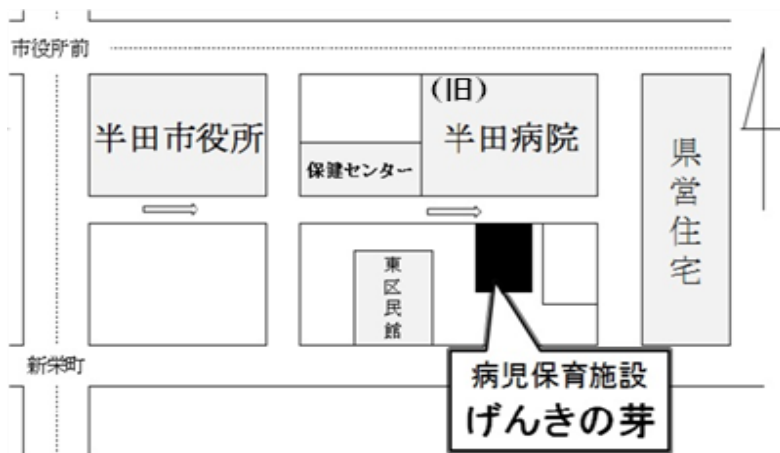 市役所前
半田市役所
(旧)
半田病院
保健センター
県営住宅
東区民館
新栄町
病児保育施設
げんきの芽